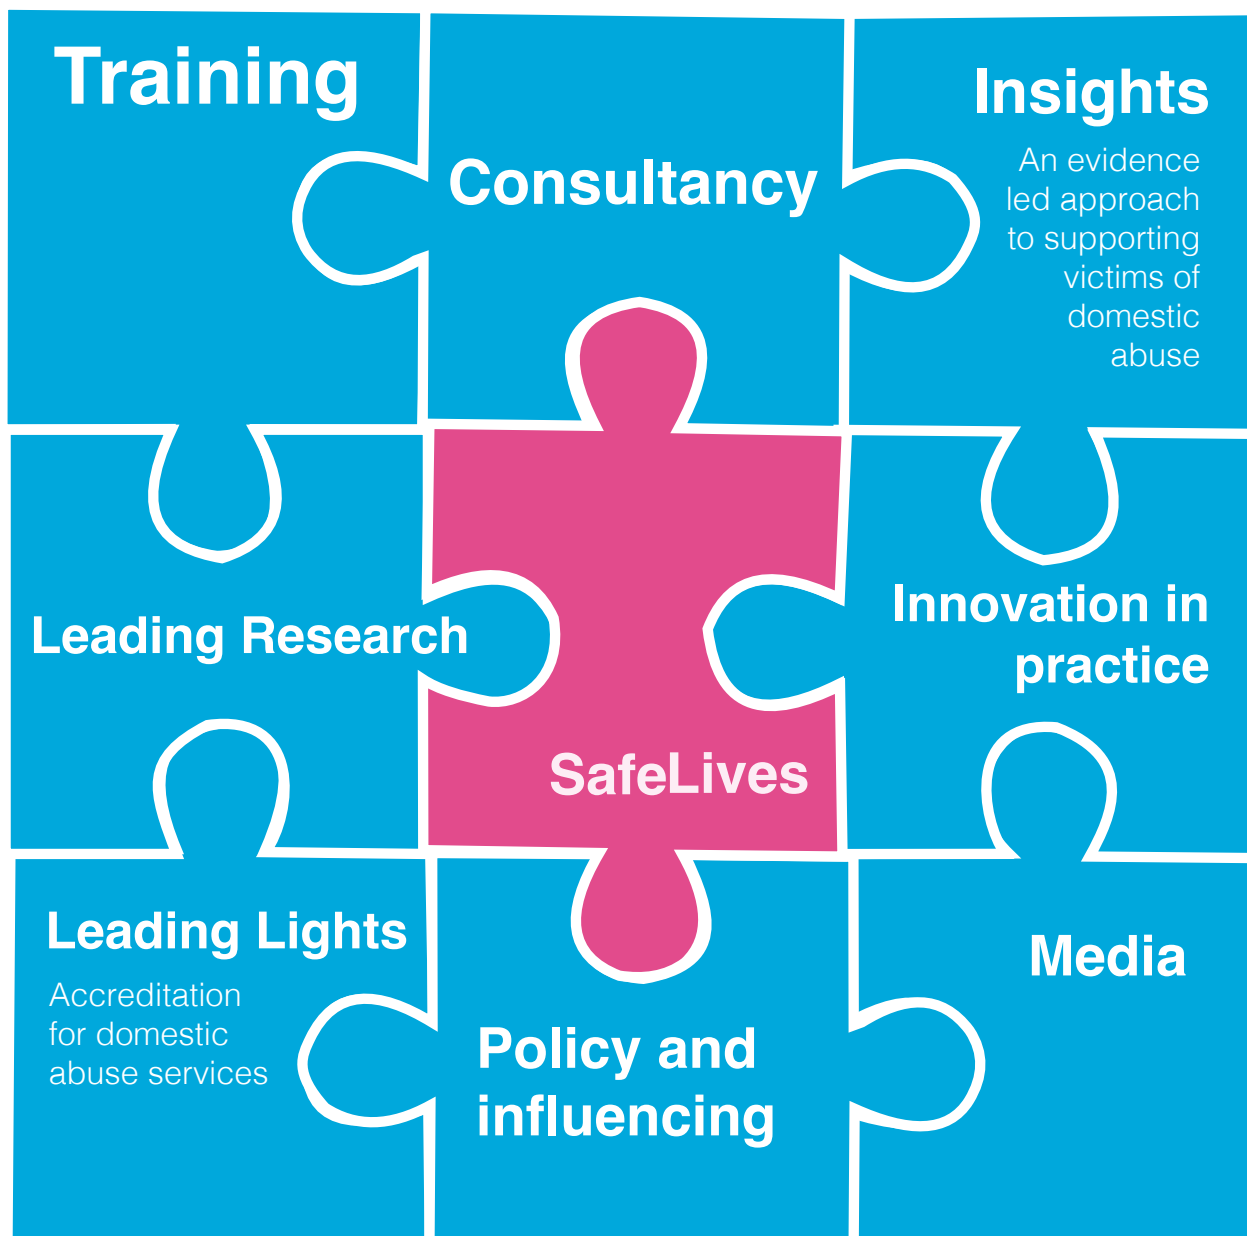 Training
Consultancy
Insights
An evidence
led approach
to supporting
victims of
domestic
abuse
Leading Research
SafeLives
Innovation in
practice
Leading Lights
Accreditation
for domestic
abuse services
Policy and
influencing
Media